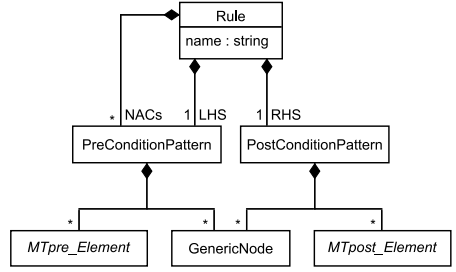 Rule
name : string
* NACs 1 LHS 1 RHS
PreConditionPattern PostConditionPattern
* * * *
MTpre_Element GenericNode MTpost_Element